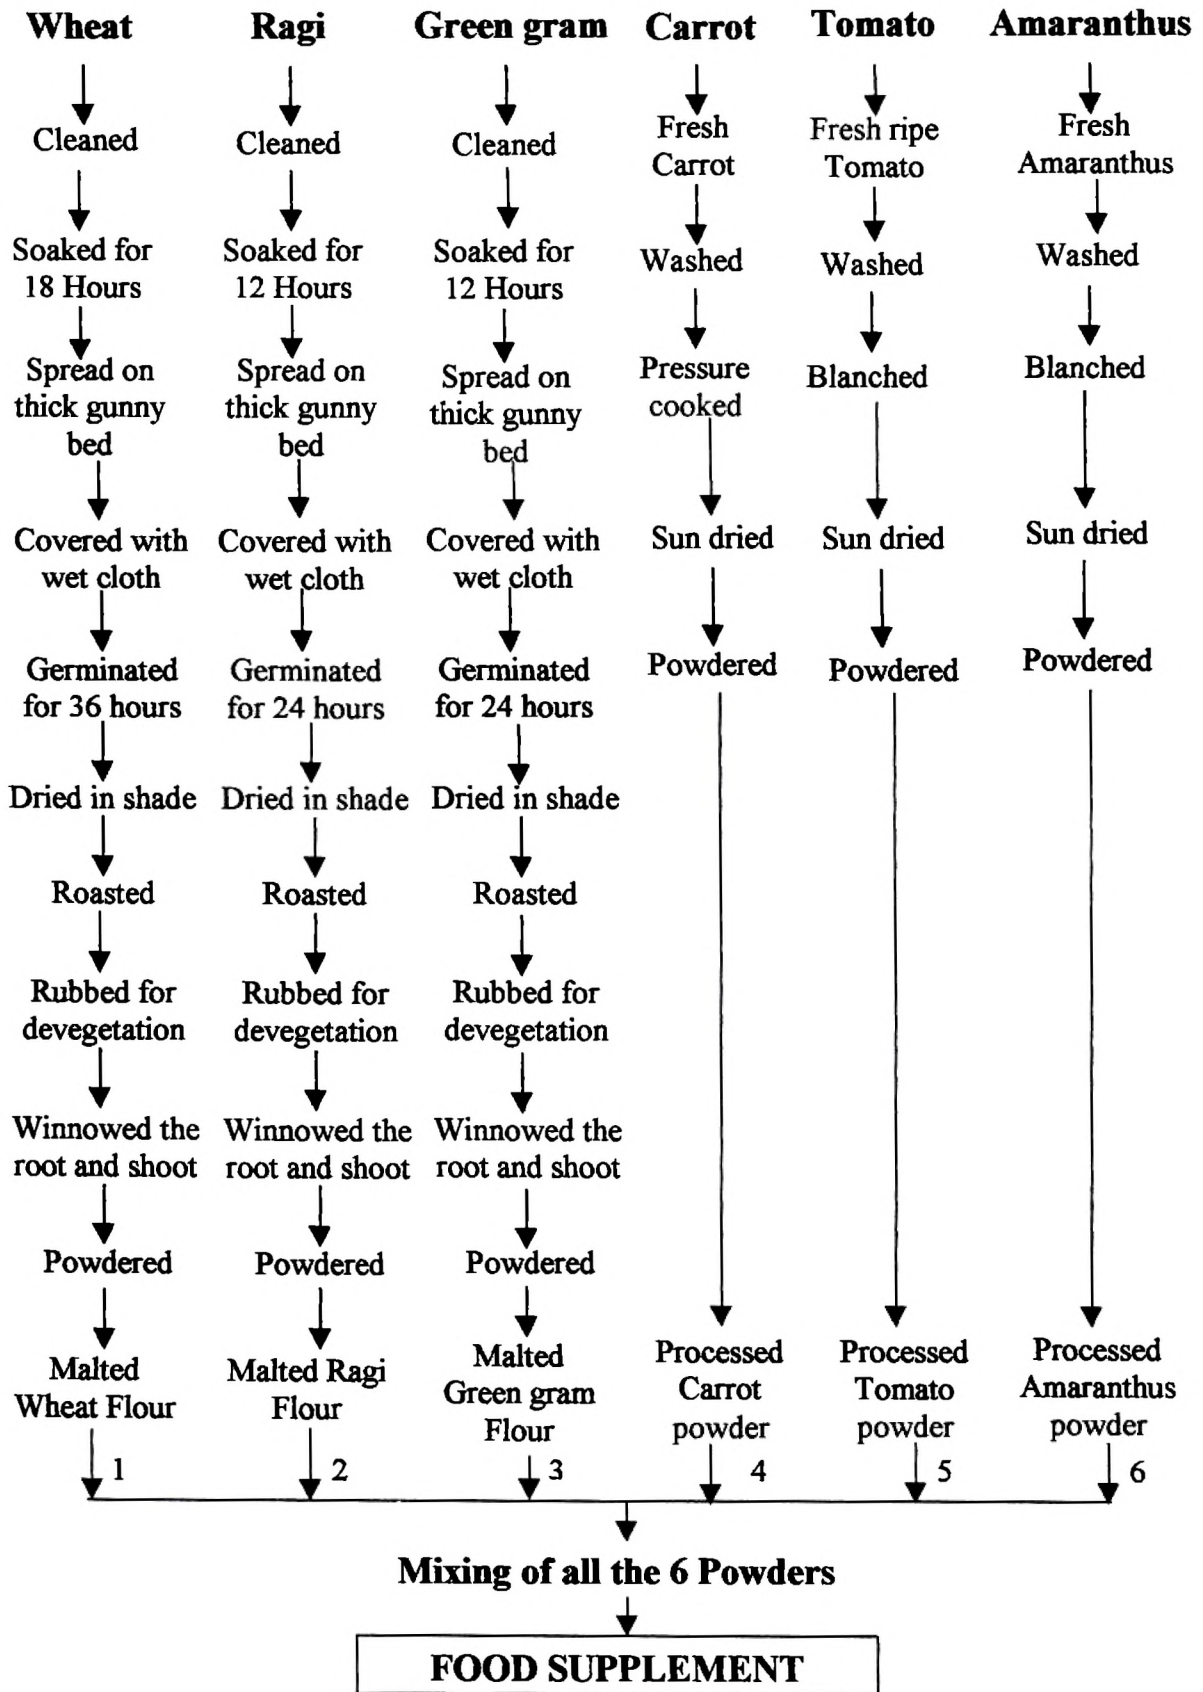 Wheat
Ragi
Green gram
Carrot
Tomato
Amaranthus
Cleaned
Soaked for
18 Hours
Spread on
thick gunny
bed
Covered with
wet cloth
Germinated
for 36 hours
Dried in shade
Roasted
Rubbed for
devegetation
Winnowed the
root and shoot
Powdered
Malted
Wheat Flour
1
Cleaned
Soaked for
12 Hours
Spread on
thick gunny
bed
Covered with
wet cloth
Germinated
for 24 hours
Dried in shade
Roasted
Rubbed for
devegetation
Winnowed the
root and shoot
Powdered
Malted Ragi
Flour
2
Cleaned
Soaked for
12 Hours
Spread on
thick gunny
bed
Covered with
wet cloth
Germinated
for 24 hours
Dried in shade
Roasted
Rubbed for
devegetation
Winnowed the
root and shoot
Powdered
Malted
Green gram
Flour
3
Fresh
Carrot
Washed
Pressure
cooked
Sun dried
Powdered
Processed
Carrot
powder
4
Fresh ripe
Tomato
Washed
Blanched
Sun dried
Powdered
Processed
Tomato
powder
5
Fresh
Amaranthus
Washed
Blanched
Sun dried
Powdered
Processed
Amaranthus
powder
6
Mixing of all the 6 Powders
FOOD SUPPLEMENT